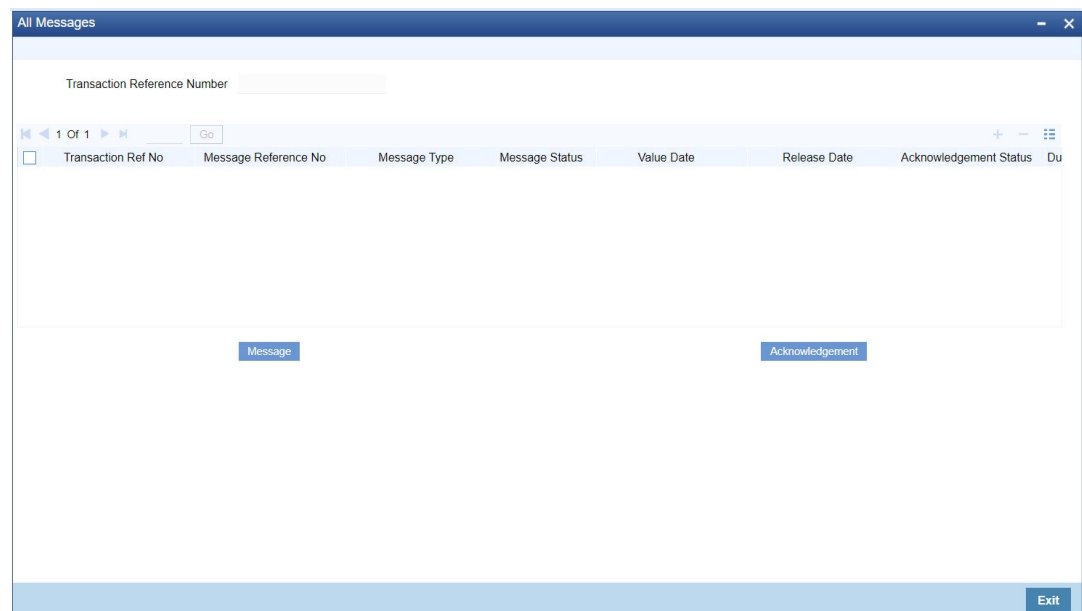 All Messages
Transaction Reference Number
1 Of 1 Go
Transaction Ref No Message Reference No Message Type Message Status Value Date Release Date Acknowledgement Status Du
Message Acknowledgement
Exit